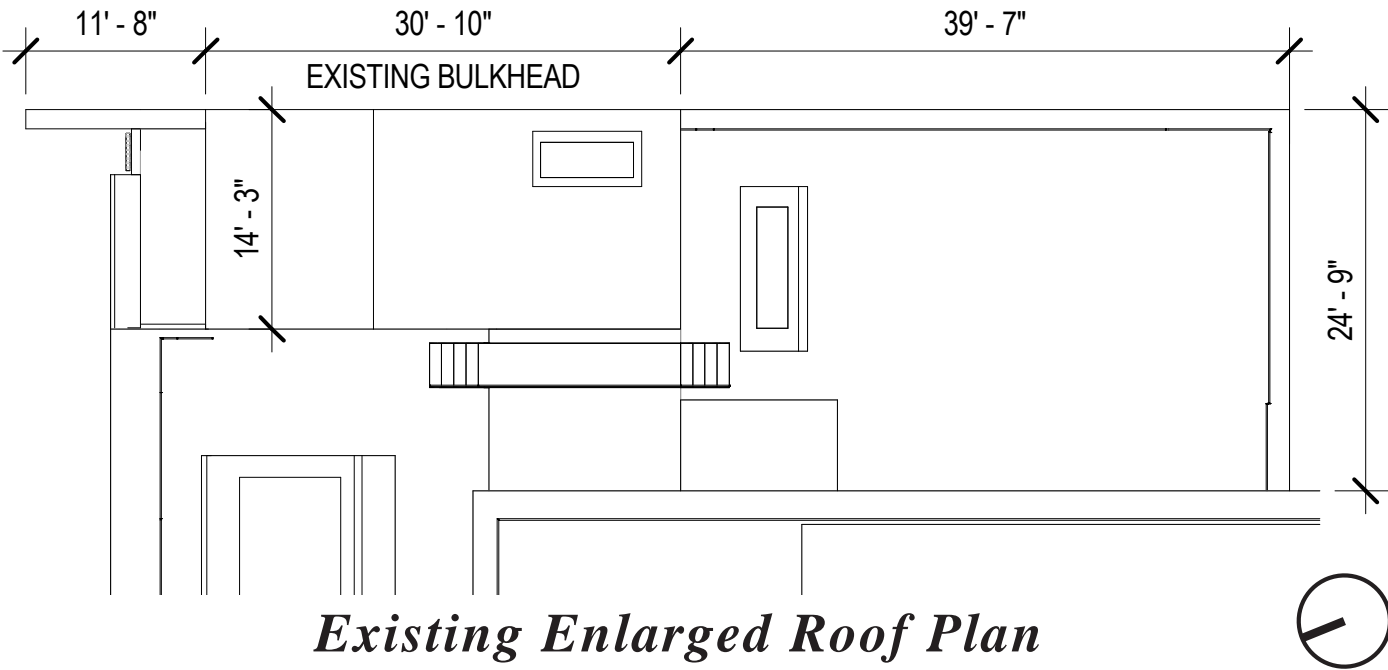 11' - 8" 30' - 10" 39' - 7"
EXISTING BULKHEAD
14' - 3"
24' - 9"
Existing Enlarged Roof Plan